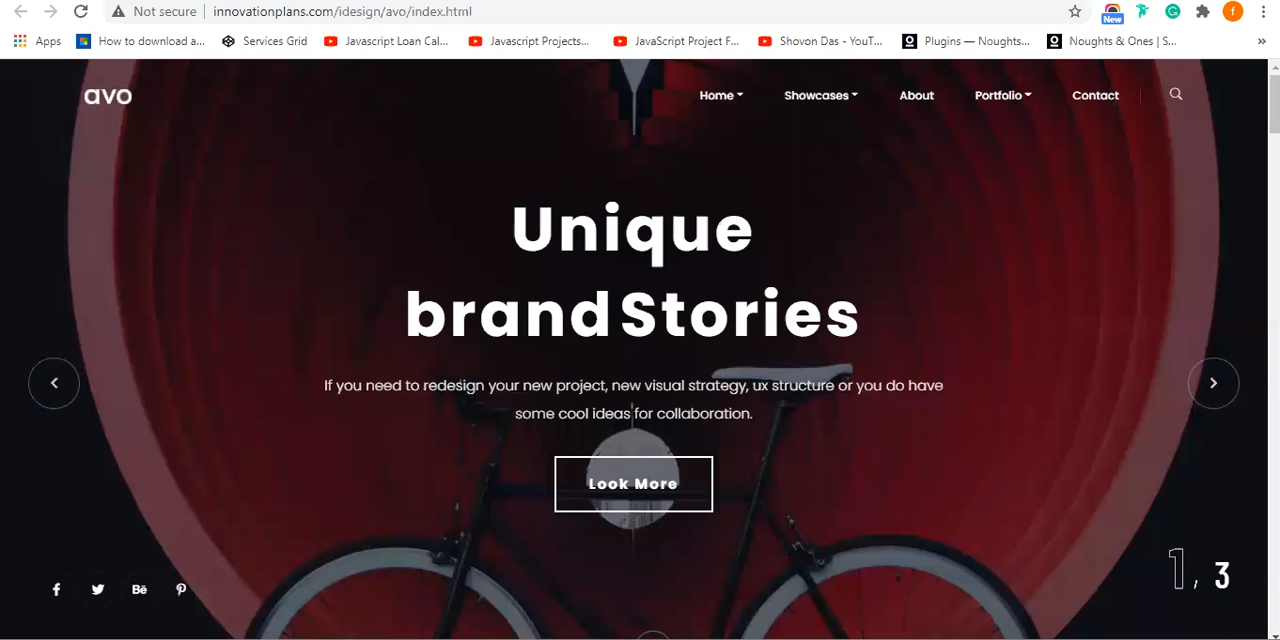 Not secure innovationplans.com/idesign/avo/index.html New f
Apps How to download a... Services Grid Javascript Loan Cal... Javascript Projects... JavaScript Project F... Shovon Das - YouT... Plugins — Noughts... Noughts & Ones | S... »
avo Home Showcases About Portfolio Contact
Unique
brand Stories
If you need to redesign your new project, new visual strategy, ux structure or you do have
some cool ideas for collaboration.
Look More
1, 3
f Bē